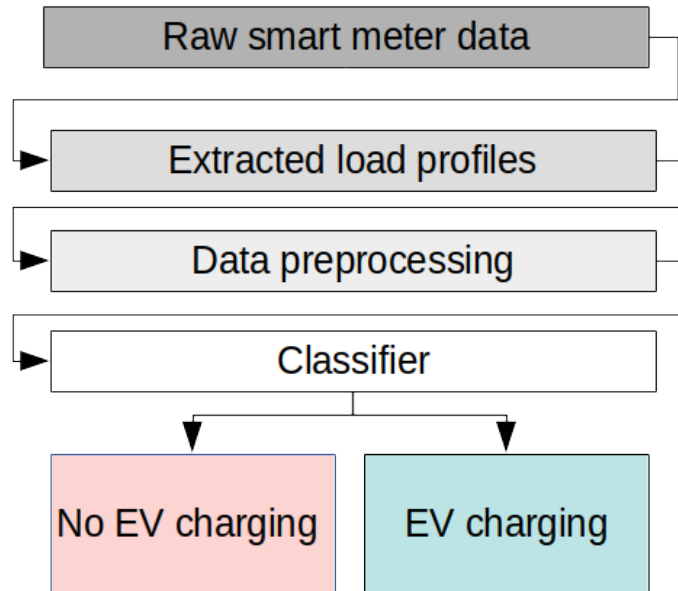 Raw smart meter data
Extracted load profiles
Data preprocessing
Classifier
No EV charging
EV charging